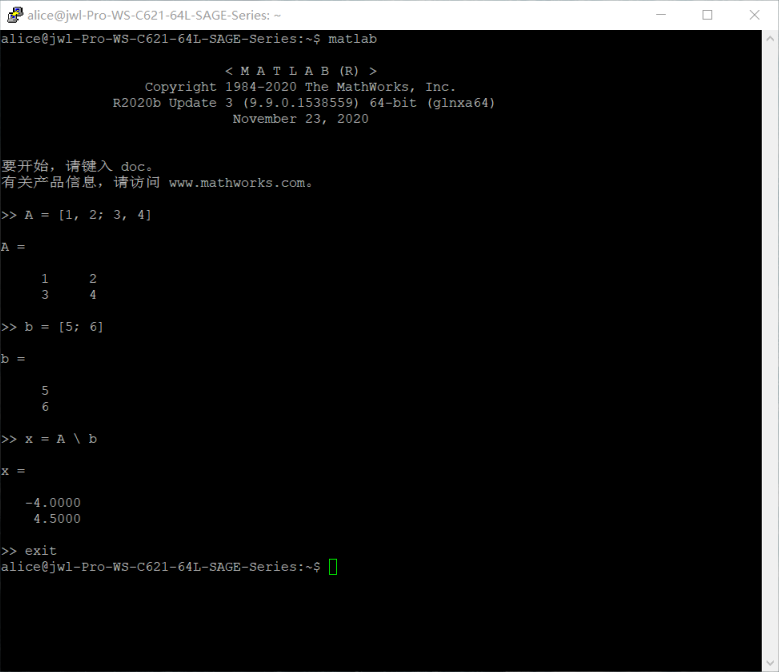 alice@jwl-Pro-WS-C621-64L-SAGE-Series: ~
alice@jwl-Pro-WS-C621-64L-SAGE-Series:~$ matlab
< M A T L A B (R) >
Copyright 1984-2020 The MathWorks, Inc.
R2020b Update 3 (9.9.0.1538559) 64-bit (glnxa64)
November 23, 2020
要开始，请键入 doc。
有关产品信息，请访问 www.mathworks.com。
>> A = [1, 2; 3, 4]
A =
1     2
3     4
>> b = [5; 6]
b =
5
6
>> x = A \ b
x =
-4.0000
4.5000
>> exit
alice@jwl-Pro-WS-C621-64L-SAGE-Series:~$